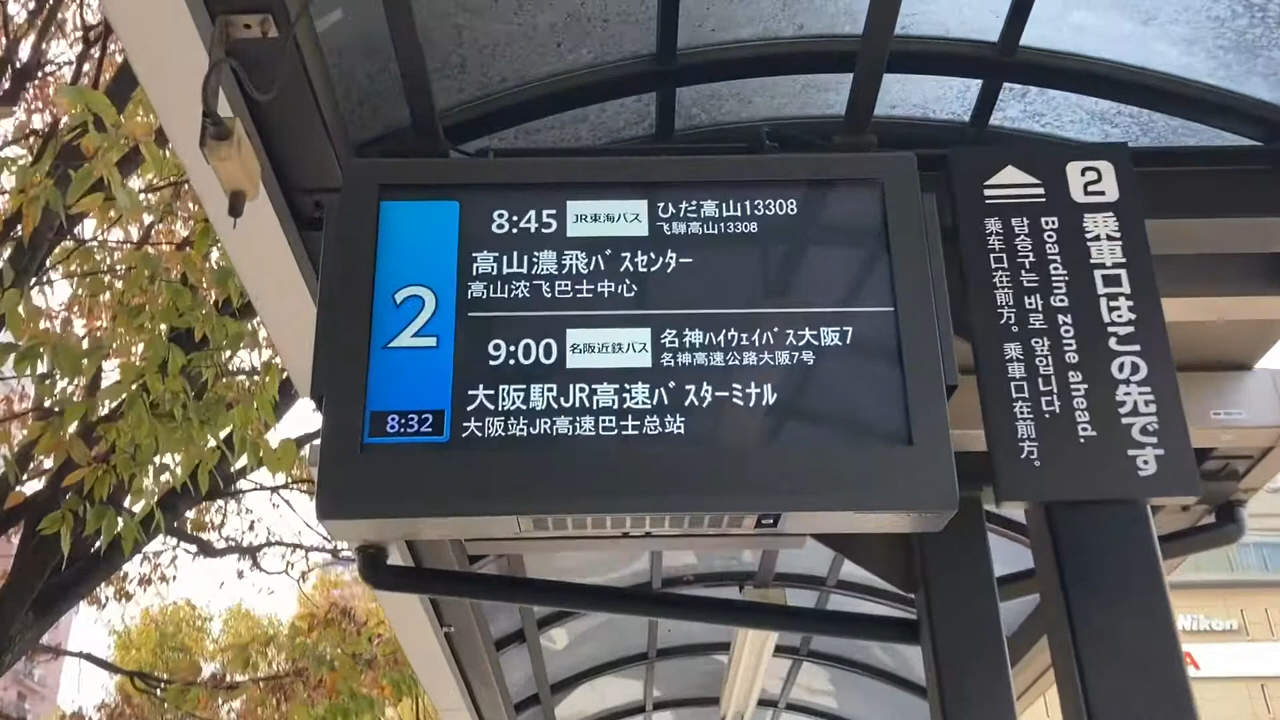 2
8:32
8:45 JR東海バス ひだ高山13308
飞騨高山13308
高山濃飛バスセンター
高山浓飞巴士中心
9:00 名阪近鉄バス 名神ハイウェイバス大阪7
名神高速公路大阪7号
大阪駅JR高速バスターミナル
大阪站JR高速巴士总站
2 乗車口はこの先です
Boarding zone ahead.
탑승구는 바로 앞입니다.
乘车口在前方。乘車口在前方。
Nikon